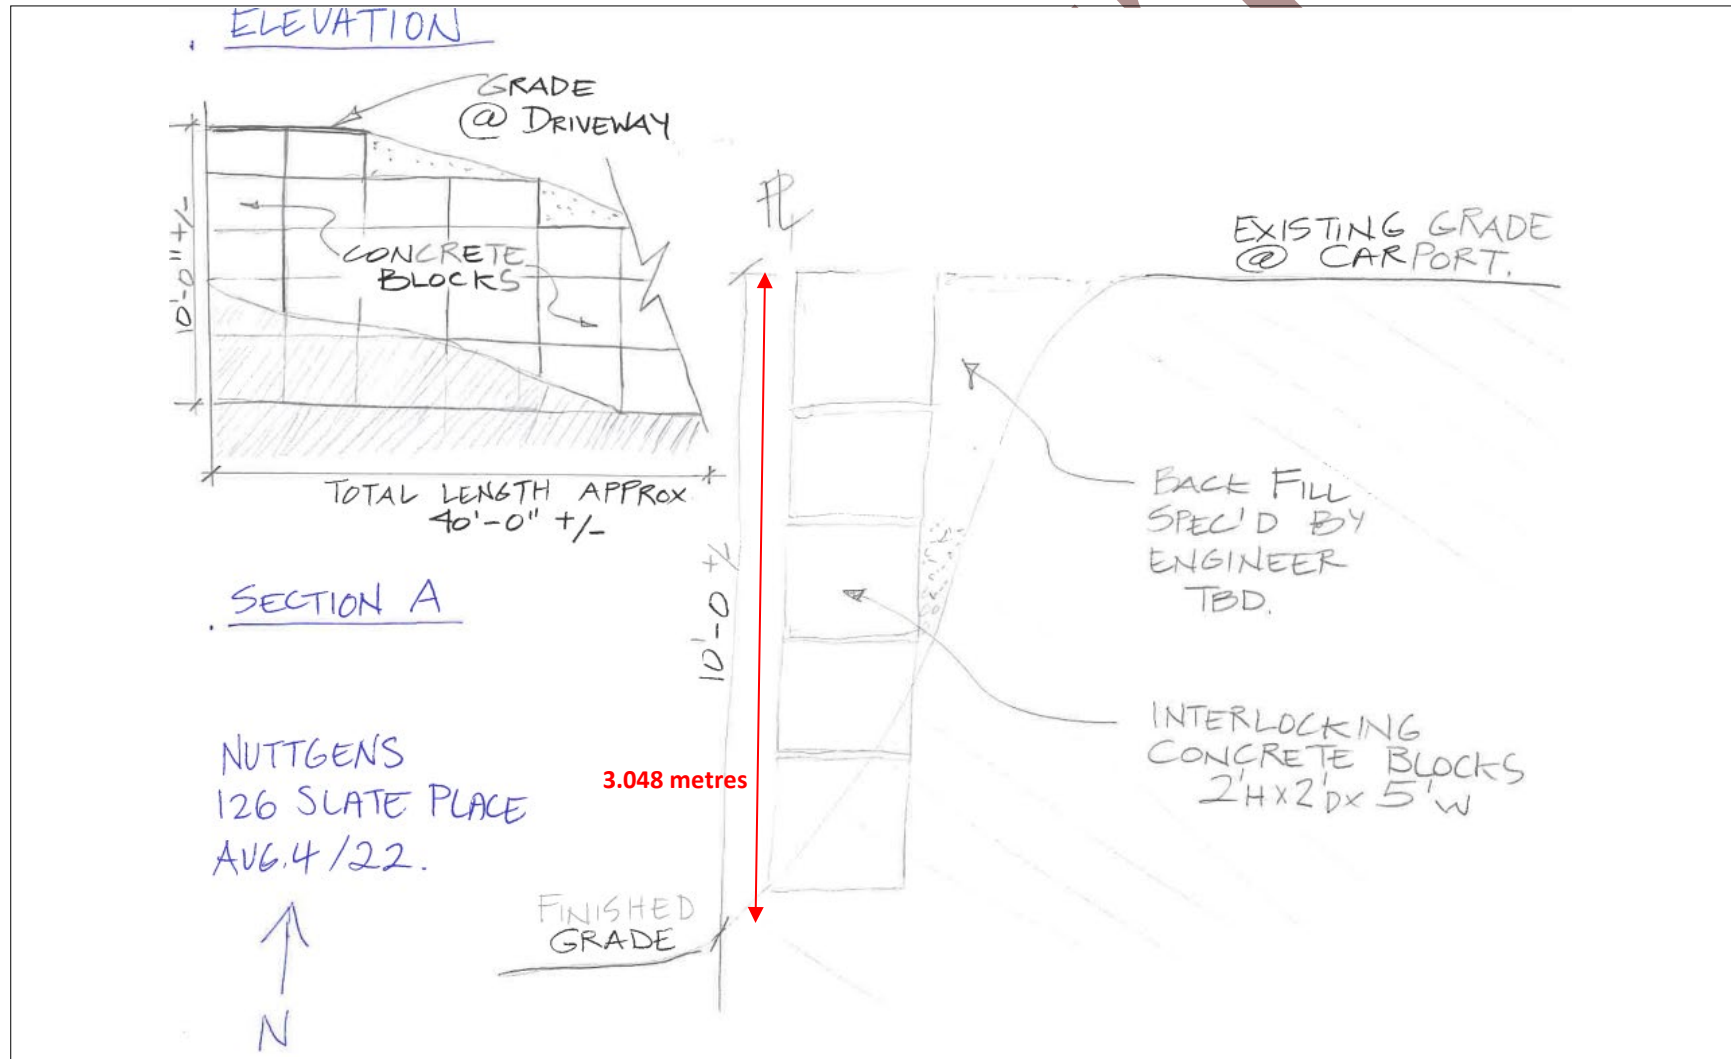 . ELEVATION
GRADE
@ DRIVEWAY
10'-0" +/-
CONCRETE
BLOCKS
TOTAL LENGTH APPROX
40'-0" +/-
. SECTION A
NUTTGENS
126 SLATE PLACE
AUG.4/22.
N
PL
EXISTING GRADE
@ CARPORT.
10'-0 +/-
3.048 metres
BACK FILL
SPEC'D BY
ENGINEER
TBD.
INTERLOCKING
CONCRETE BLOCKS
2'H X 2'D X 5'W
FINISHED
GRADE